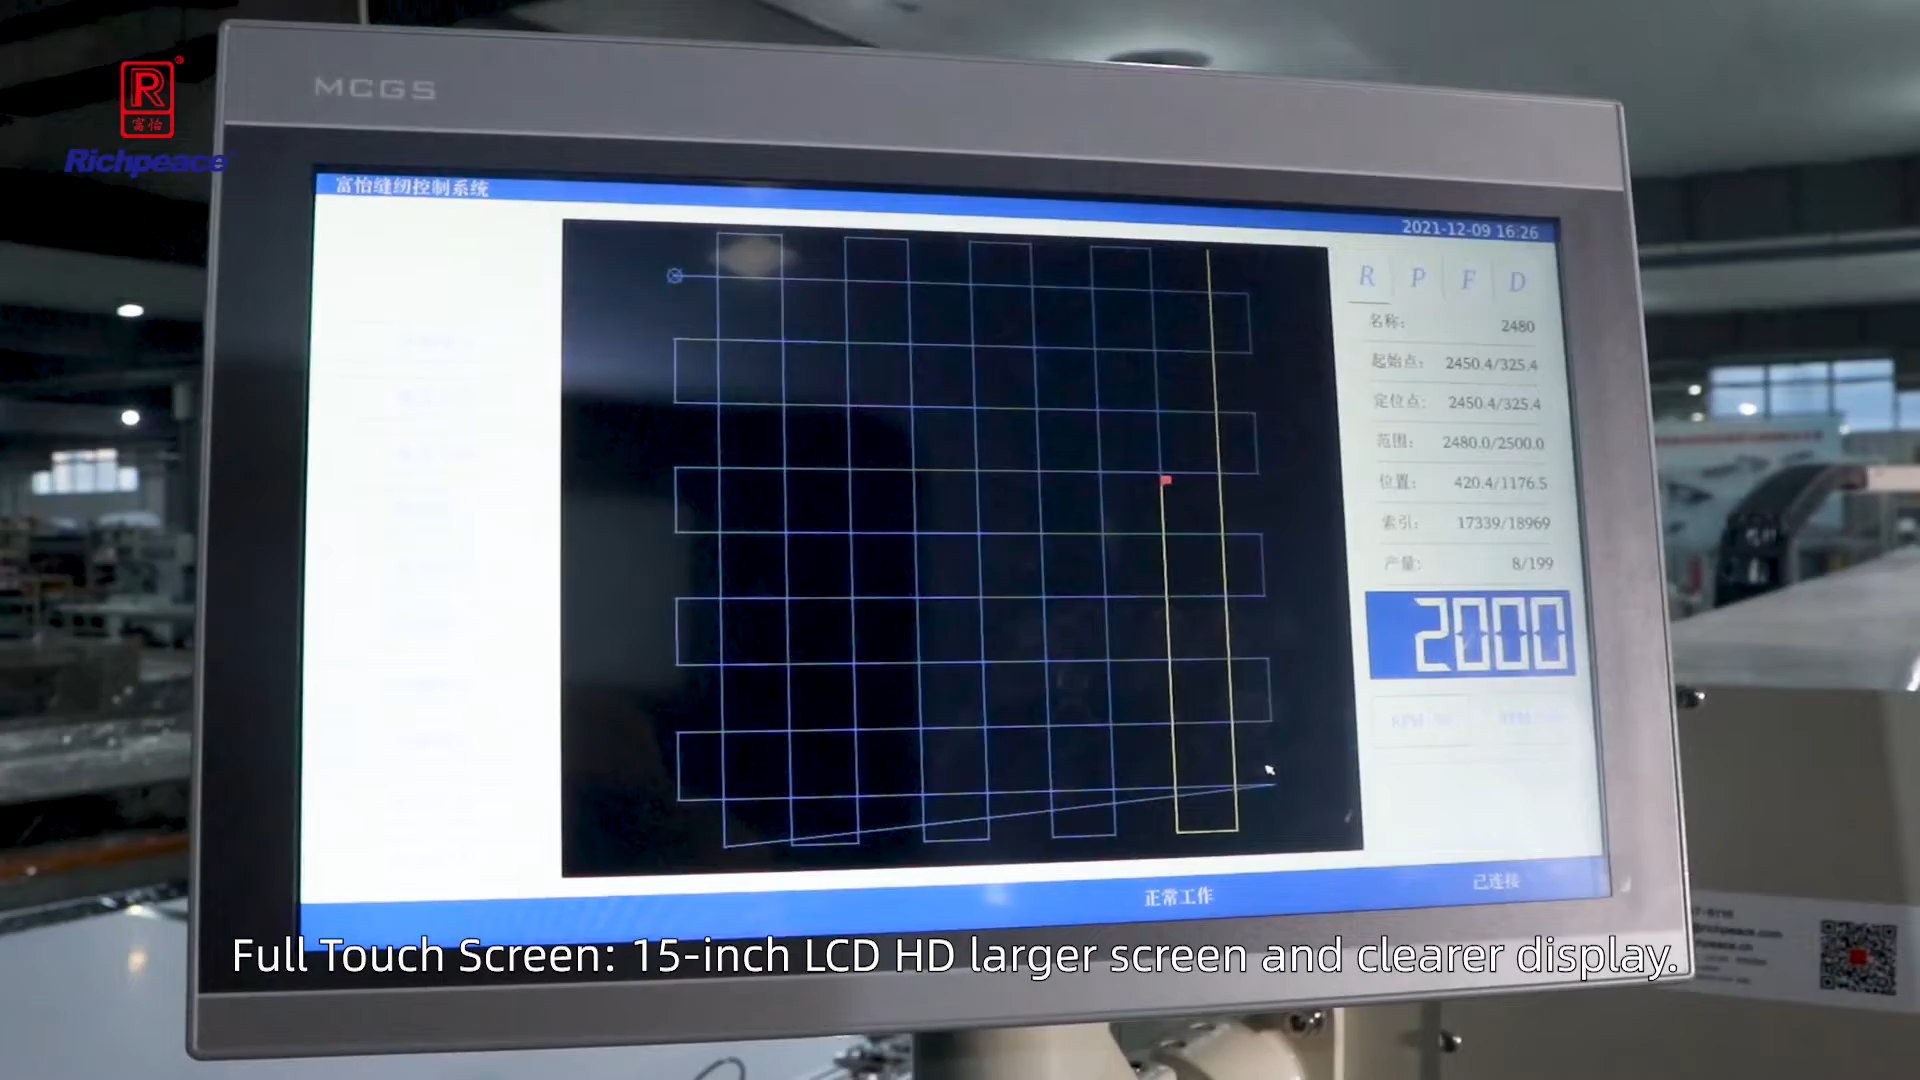 R®
富怡
Richpeace
MCGS
富怡缝纫控制系统
2021-12-09 16:26
R P F D
名称: 2480
起始点: 2450.4/325.4
定位点: 2450.4/325.4
范围: 2480.0/2500.0
位置: 420.4/1176.5
索引: 17339/18969
产量: 8/199
2000
正常工作
已连接
Full Touch Screen: 15-inch LCD HD larger screen and clearer display.